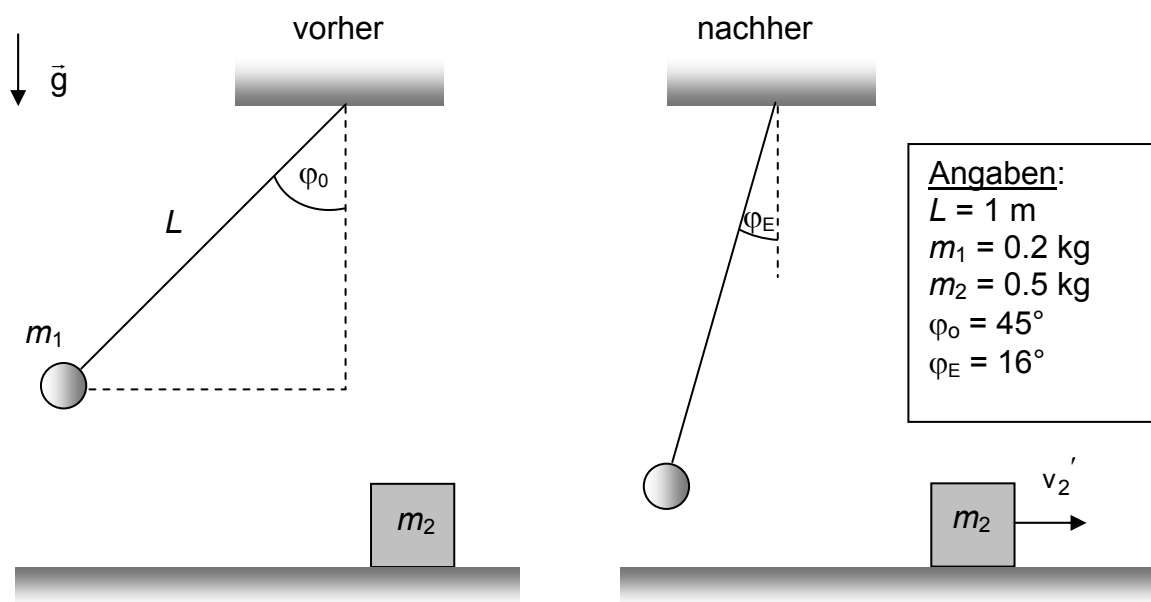 vorher
nachher
g⃗
φ₀
L
m₁
m₂
φE
Angaben:
L = 1 m
m₁ = 0.2 kg
m₂ = 0.5 kg
φₒ = 45°
φE = 16°
v₂′
m₂